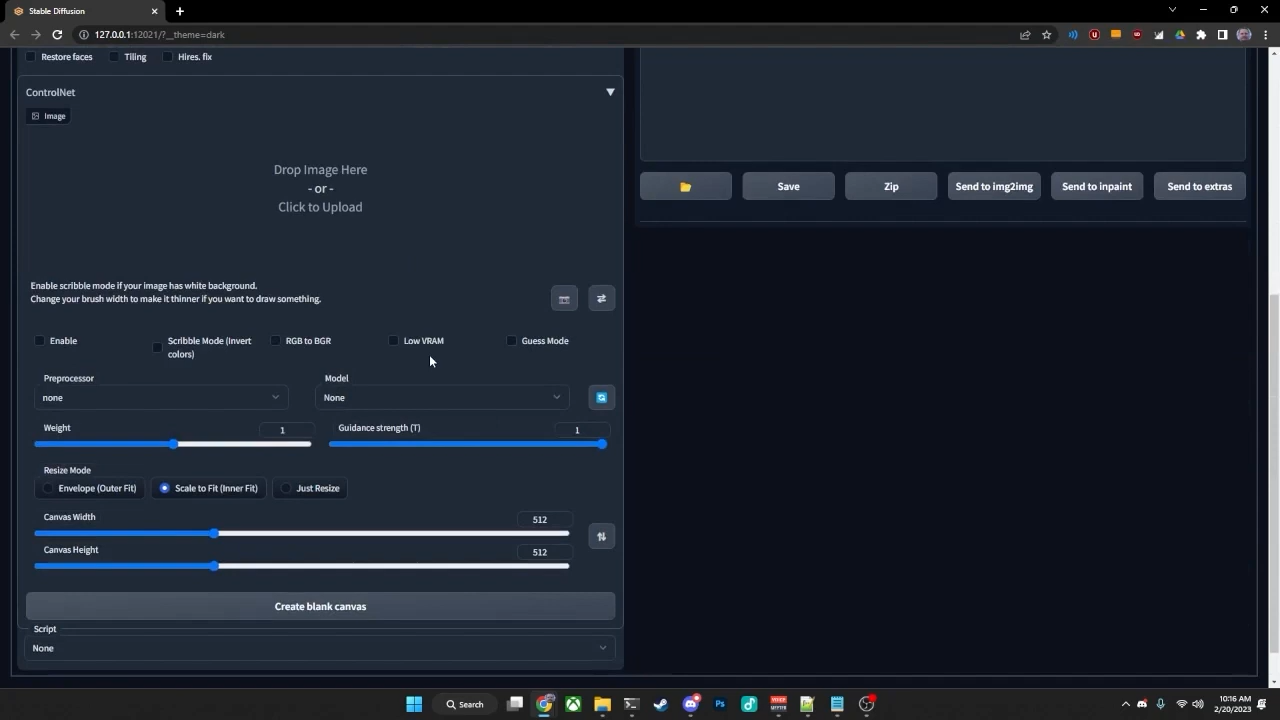 Stable Diffusion
127.0.0.1:12021/?__theme=dark
Restore faces
Tiling
Hires. fix
ControlNet
Image
Drop Image Here
- or -
Click to Upload
Save
Zip
Send to img2img
Send to inpaint
Send to extras
Enable scribble mode if your image has white background.
Change your brush width to make it thinner if you want to draw something.
Enable
Scribble Mode (Invert
colors)
RGB to BGR
Low VRAM
Guess Mode
Preprocessor
none
Model
None
Weight
1
Guidance strength (T)
1
Resize Mode
Envelope (Outer Fit)
Scale to Fit (Inner Fit)
Just Resize
Canvas Width
512
Canvas Height
512
Create blank canvas
Script
None
Search
10:16 AM
2/20/2023